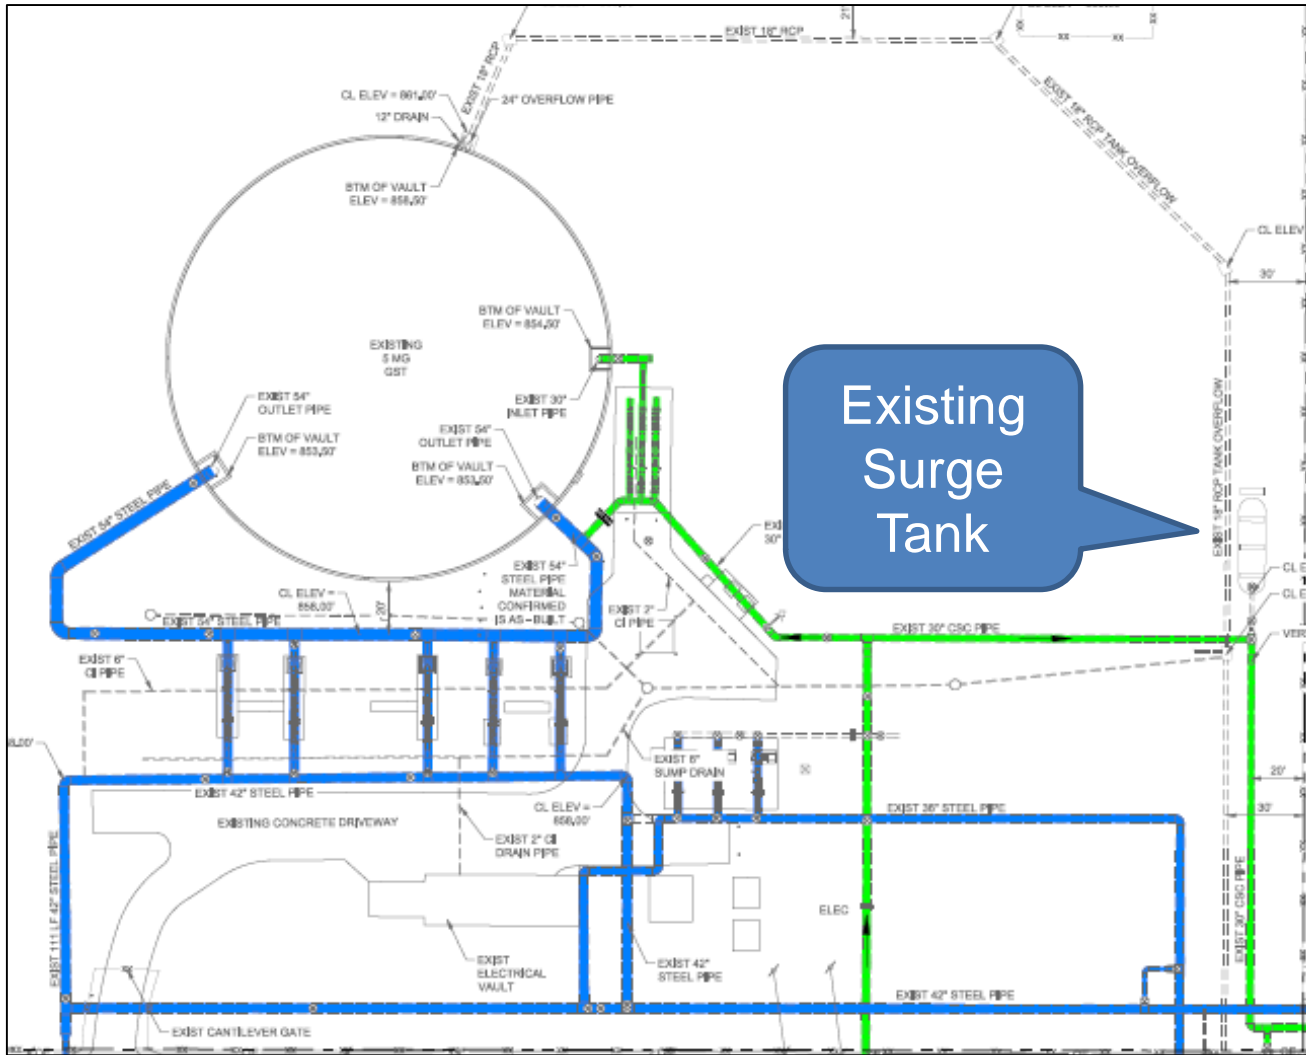 21'
EXIST 18" RCP
EXIST 18" RCP
CL ELEV = 861.00'
24" OVERFLOW PIPE
12" DRAIN
EXIST 18" RCP TANK OVERFLOW
BTM OF VAULT
ELEV = 858.50'
CL ELEV
30'
BTM OF VAULT
ELEV = 854.50'
EXISTING
5 MG
GST
Existing
Surge
Tank
EXIST 18" RCP TANK OVERFLOW
EXIST 54"
OUTLET PIPE
EXIST 30"
INLET PIPE
EXIST 54"
OUTLET PIPE
BTM OF VAULT
ELEV = 853.50'
BTM OF VAULT
ELEV = 853.50'
EXIST 54" STEEL PIPE
30"
EXIST 54"
STEEL PIPE
MATERIAL
CONFIRMED
IS AS-BUILT
CL ELEV =
858.00'
20'
EXIST 54" STEEL PIPE
EXIST 2"
CI PIPE
EXIST 30" CSC PIPE
EXIST 6"
CI PIPE
EXIST 6"
SUMP DRAIN
20'
EXIST 42" STEEL PIPE
CL ELEV =
858.00'
EXIST 36" STEEL PIPE
30'
EXISTING CONCRETE DRIVEWAY
EXIST 2" CI
DRAIN PIPE
EXIST 111 LF 42" STEEL PIPE
EXIST 30" CSC PIPE
ELEC
EXIST
ELECTRICAL
VAULT
EXIST 42"
STEEL PIPE
EXIST 42" STEEL PIPE
EXIST CANTILEVER GATE